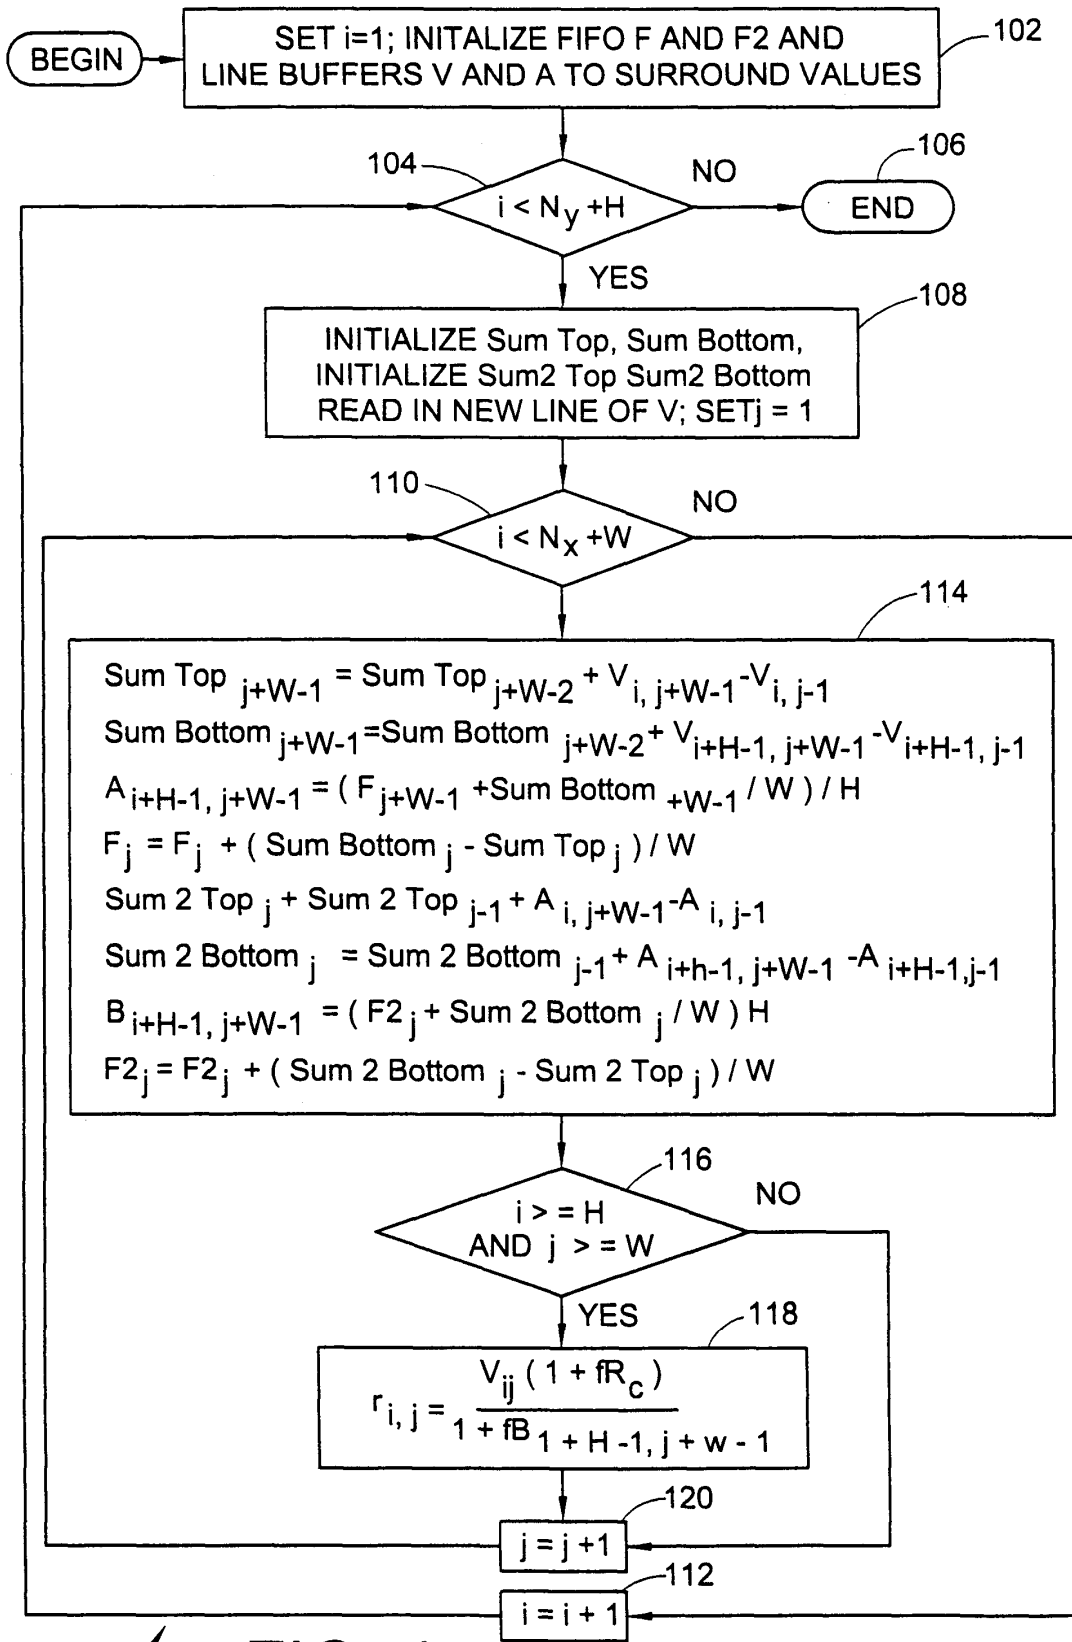 BEGIN
SET i=1; INITALIZE FIFO F AND F2 AND
LINE BUFFERS V AND A TO SURROUND VALUES
102
104
i < Ny +H
NO
106
END
YES
108
INITIALIZE Sum Top, Sum Bottom,
INITIALIZE Sum2 Top Sum2 Bottom
READ IN NEW LINE OF V; SETj = 1
110
i < Nx +W
NO
114
Sum Top j+W-1 = Sum Top j+W-2 + V i, j+W-1 -V i, j-1
Sum Bottom j+W-1 =Sum Bottom j+W-2 + V i+H-1, j+W-1 -V i+H-1, j-1
A i+H-1, j+W-1 = ( F j+W-1 +Sum Bottom +W-1 / W ) / H
F j = F j + ( Sum Bottom j - Sum Top j ) / W
Sum 2 Top j + Sum 2 Top j-1 + A i, j+W-1 -A i, j-1
Sum 2 Bottom j = Sum 2 Bottom j-1 + A i+h-1, j+W-1 -A i+H-1,j-1
B i+H-1, j+W-1 = ( F2 j + Sum 2 Bottom j / W ) H
F2 j = F2 j + ( Sum 2 Bottom j - Sum 2 Top j ) / W
116
i > = H
AND j > = W
NO
YES
118
V ij ( 1 + fR c )
r i, j =
1 + fB 1 + H -1, j + w - 1
120
j = j +1
112
i = i + 1